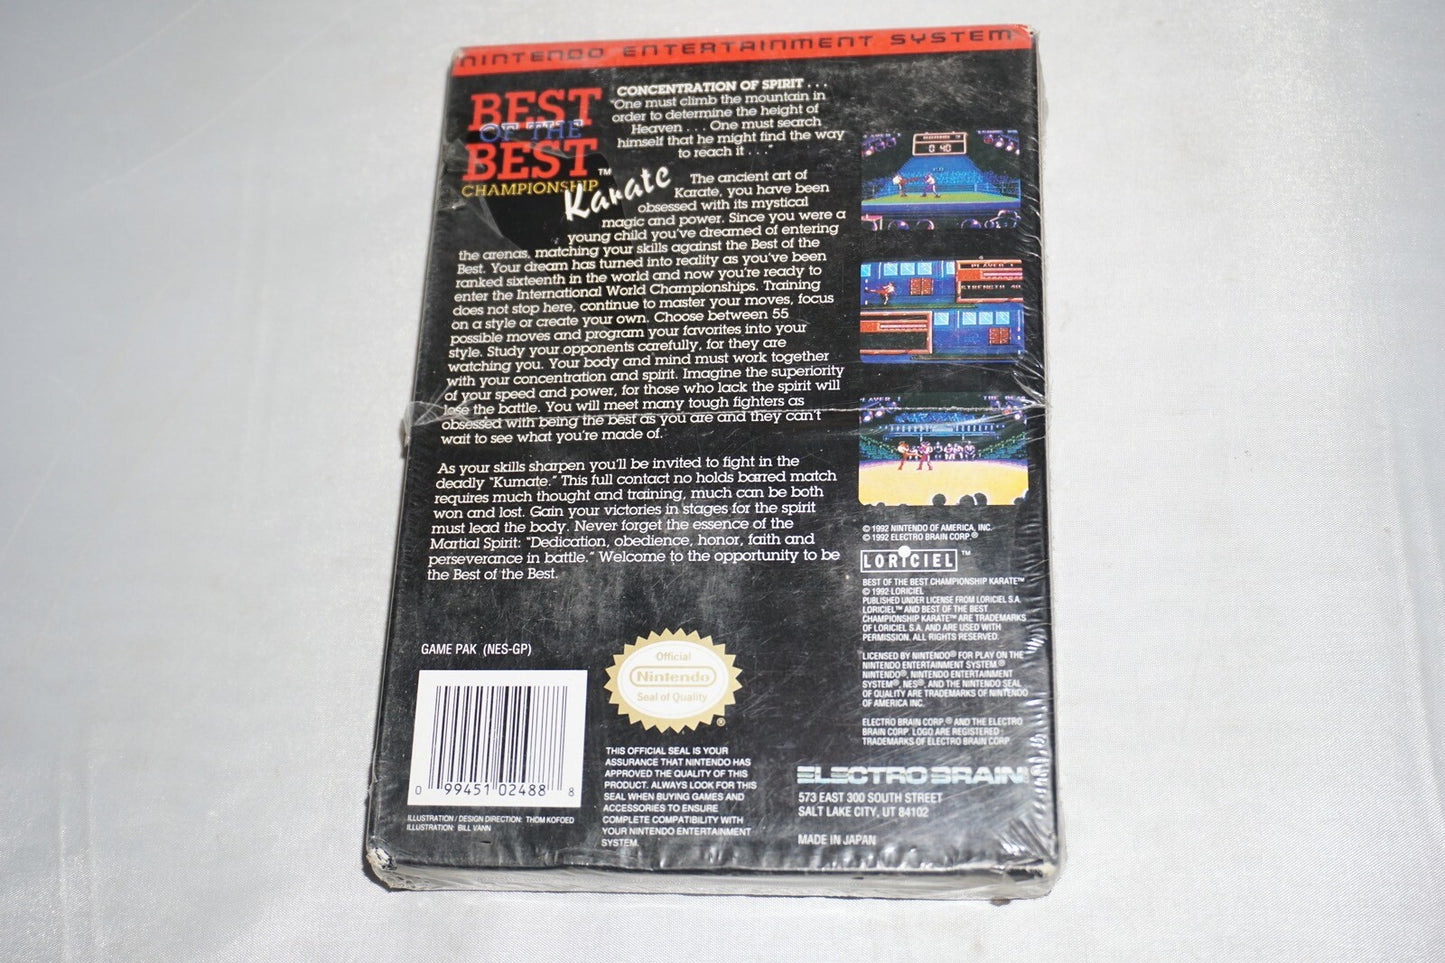 NINTENDO ENTERTAINMENT SYSTEM
BEST
OF THE
BEST™
CHAMPIONSHIP
Karate
CONCENTRATION OF SPIRIT . . .
"One must climb the mountain in
order to determine the height of
Heaven . . . One must search
himself that he might find the way
to reach it . . ."
The ancient art of
Karate, you have been
obsessed with its mystical
magic and power. Since you were a
young child you've dreamed of entering
the arenas, matching your skills against the Best of the
Best. Your dream has turned into reality as you've been
ranked sixteenth in the world and now you're ready to
enter the International World Championships. Training
does not stop here, continue to master your moves, focus
on a style or create your own. Choose between 55
possible moves and program your favorites into your
style. Study your opponents carefully, for they are
watching you. Your body and mind must work together
with your concentration and spirit. Imagine the superiority
of your speed and power, for those who lack the spirit will
lose the battle. You will meet many tough fighters as
obsessed with being the best as you are and they can't
wait to see what you're made of.
As your skills sharpen you'll be invited to fight in the
deadly "Kumate." This full contact no holds barred match
requires much thought and training, much can be both
won and lost. Gain your victories in stages for the spirit
must lead the body. Never forget the essence of the
Martial Spirit: "Dedication, obedience, honor, faith and
perseverance in battle." Welcome to the opportunity to be
the Best of the Best.
0 40
PLAYER 1
STRENGTH 40
© 1992 NINTENDO OF AMERICA, INC.
© 1992 ELECTRO BRAIN CORP.®
LORICIEL™
BEST OF THE BEST CHAMPIONSHIP KARATE™
© 1992 LORICIEL
PUBLISHED UNDER LICENSE FROM LORICIEL S.A.
LORICIEL™ AND BEST OF THE BEST
CHAMPIONSHIP KARATE™ ARE TRADEMARKS
OF LORICIEL S.A. AND ARE USED WITH
PERMISSION. ALL RIGHTS RESERVED.
LICENSED BY NINTENDO® FOR PLAY ON THE
NINTENDO ENTERTAINMENT SYSTEM.®
NINTENDO®, NINTENDO ENTERTAINMENT
SYSTEM®, NES®, AND THE NINTENDO SEAL
OF QUALITY ARE TRADEMARKS OF NINTENDO
OF AMERICA INC.
ELECTRO BRAIN CORP.® AND THE ELECTRO
BRAIN CORP. LOGO ARE REGISTERED
TRADEMARKS OF ELECTRO BRAIN CORP.
ELECTRO BRAIN
573 EAST 300 SOUTH STREET
SALT LAKE CITY, UT 84102
MADE IN JAPAN
GAME PAK (NES-GP)
0 99451 02488 8
ILLUSTRATION / DESIGN DIRECTION: THOM KOFOED
ILLUSTRATION: BILL VANN
Official
Nintendo
Seal of Quality
®
THIS OFFICIAL SEAL IS YOUR
ASSURANCE THAT NINTENDO HAS
APPROVED THE QUALITY OF THIS
PRODUCT. ALWAYS LOOK FOR THIS
SEAL WHEN BUYING GAMES AND
ACCESSORIES TO ENSURE
COMPLETE COMPATIBILITY WITH
YOUR NINTENDO ENTERTAINMENT
SYSTEM.